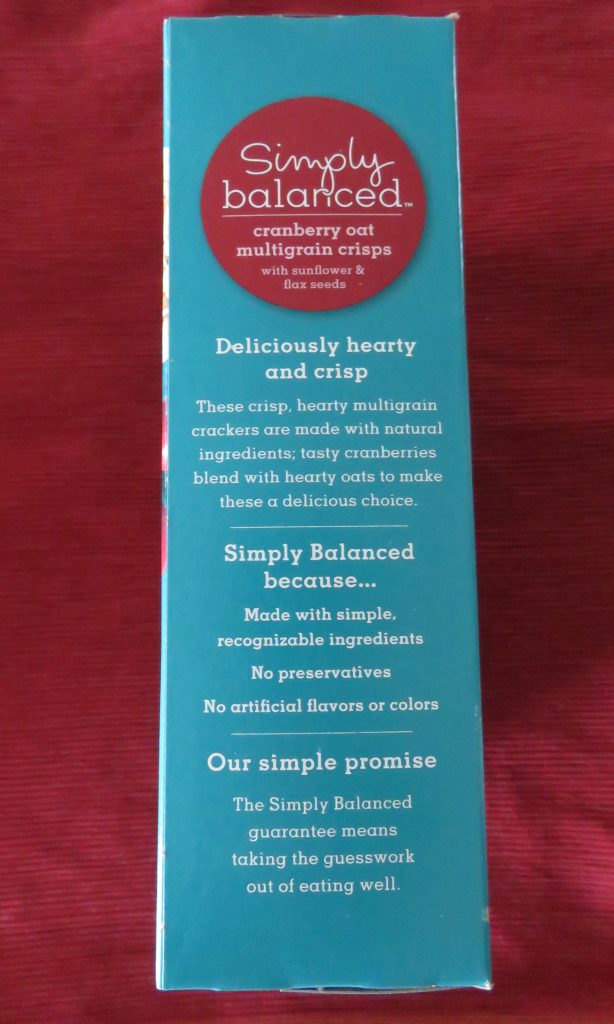 Simply
balanced™
cranberry oat
multigrain crisps
with sunflower &
flax seeds
Deliciously hearty
and crisp
These crisp, hearty multigrain
crackers are made with natural
ingredients; tasty cranberries
blend with hearty oats to make
these a delicious choice.
Simply Balanced
because...
Made with simple,
recognizable ingredients
No preservatives
No artificial flavors or colors
Our simple promise
The Simply Balanced
guarantee means
taking the guesswork
out of eating well.